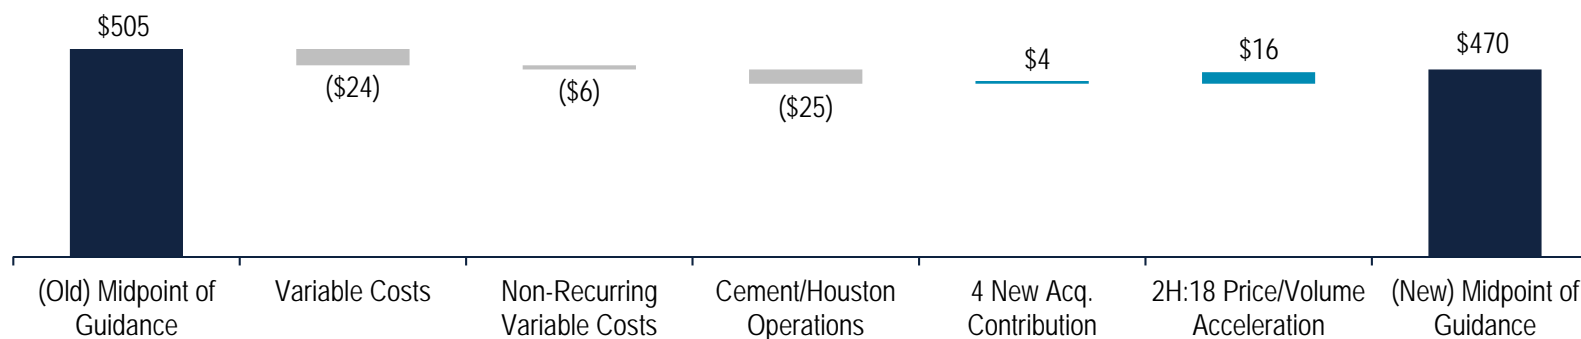 $505
($24)
($6)
($25)
$4
$16
$470
(Old) Midpoint of
Guidance
Variable Costs
Non-Recurring
Variable Costs
Cement/Houston
Operations
4 New Acq.
Contribution
2H:18 Price/Volume
Acceleration
(New) Midpoint of
Guidance